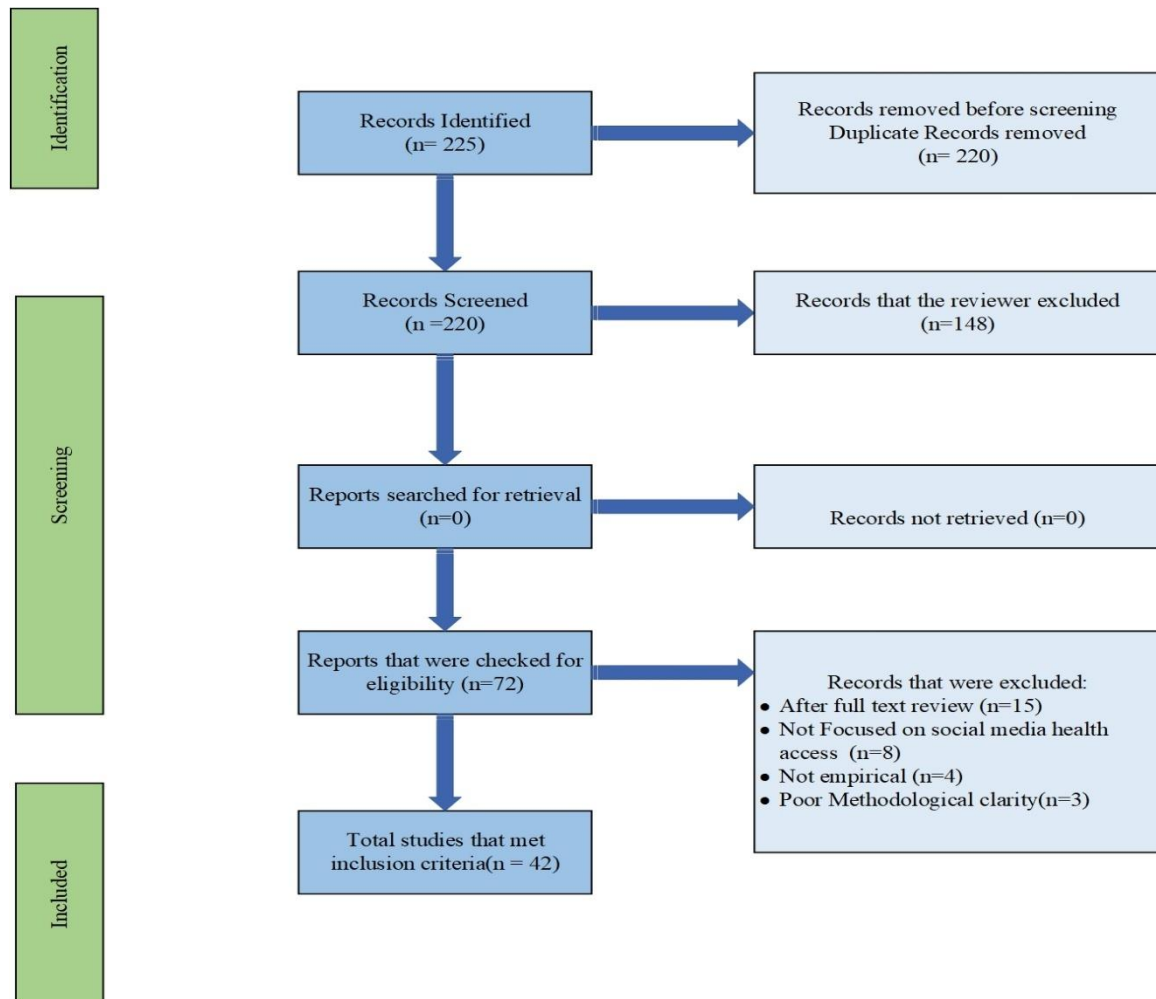 Identification
Records Identified
(n= 225)
Records removed before screening
Duplicate Records removed
(n= 220)
Screening
Records Screened
(n =220)
Records that the reviewer excluded
(n=148)
Reports searched for retrieval
(n=0)
Records not retrieved (n=0)
Reports that were checked for
eligibility (n=72)
Records that were excluded:
• After full text review (n=15)
• Not Focused on social media health
access (n=8)
• Not empirical (n=4)
• Poor Methodological clarity(n=3)
Included
Total studies that met
inclusion criteria(n = 42)